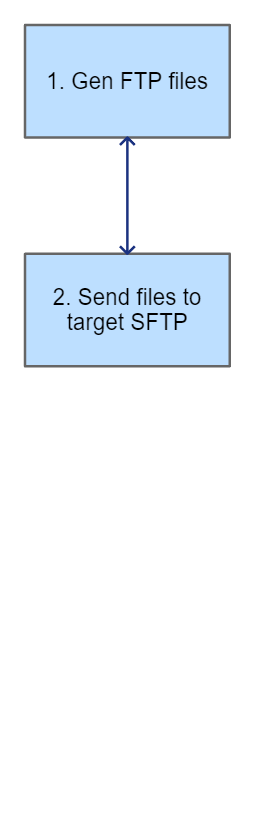 1. Gen FTP files
2. Send files to
target SFTP